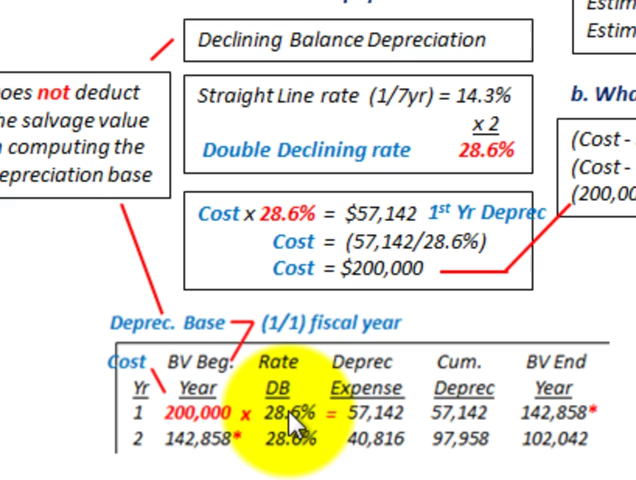 Declining Balance Depreciation
Estim
Estim
oes not deduct
he salvage value
computing the
epreciation base
Straight Line rate (1/7yr) = 14.3%
x 2
Double Declining rate 28.6%
b. Wha
(Cost -
(Cost -
(200,00
Cost x 28.6% = $57,142 1st Yr Deprec
Cost = (57,142/28.6%)
Cost = $200,000
Deprec. Base (1/1) fiscal year
Cost BV Beg. Rate Deprec Cum. BV End
Yr Year DB Expense Deprec Year
1 200,000 x 28.6% = 57,142 57,142 142,858*
2 142,858* 28.6% 40,816 97,958 102,042